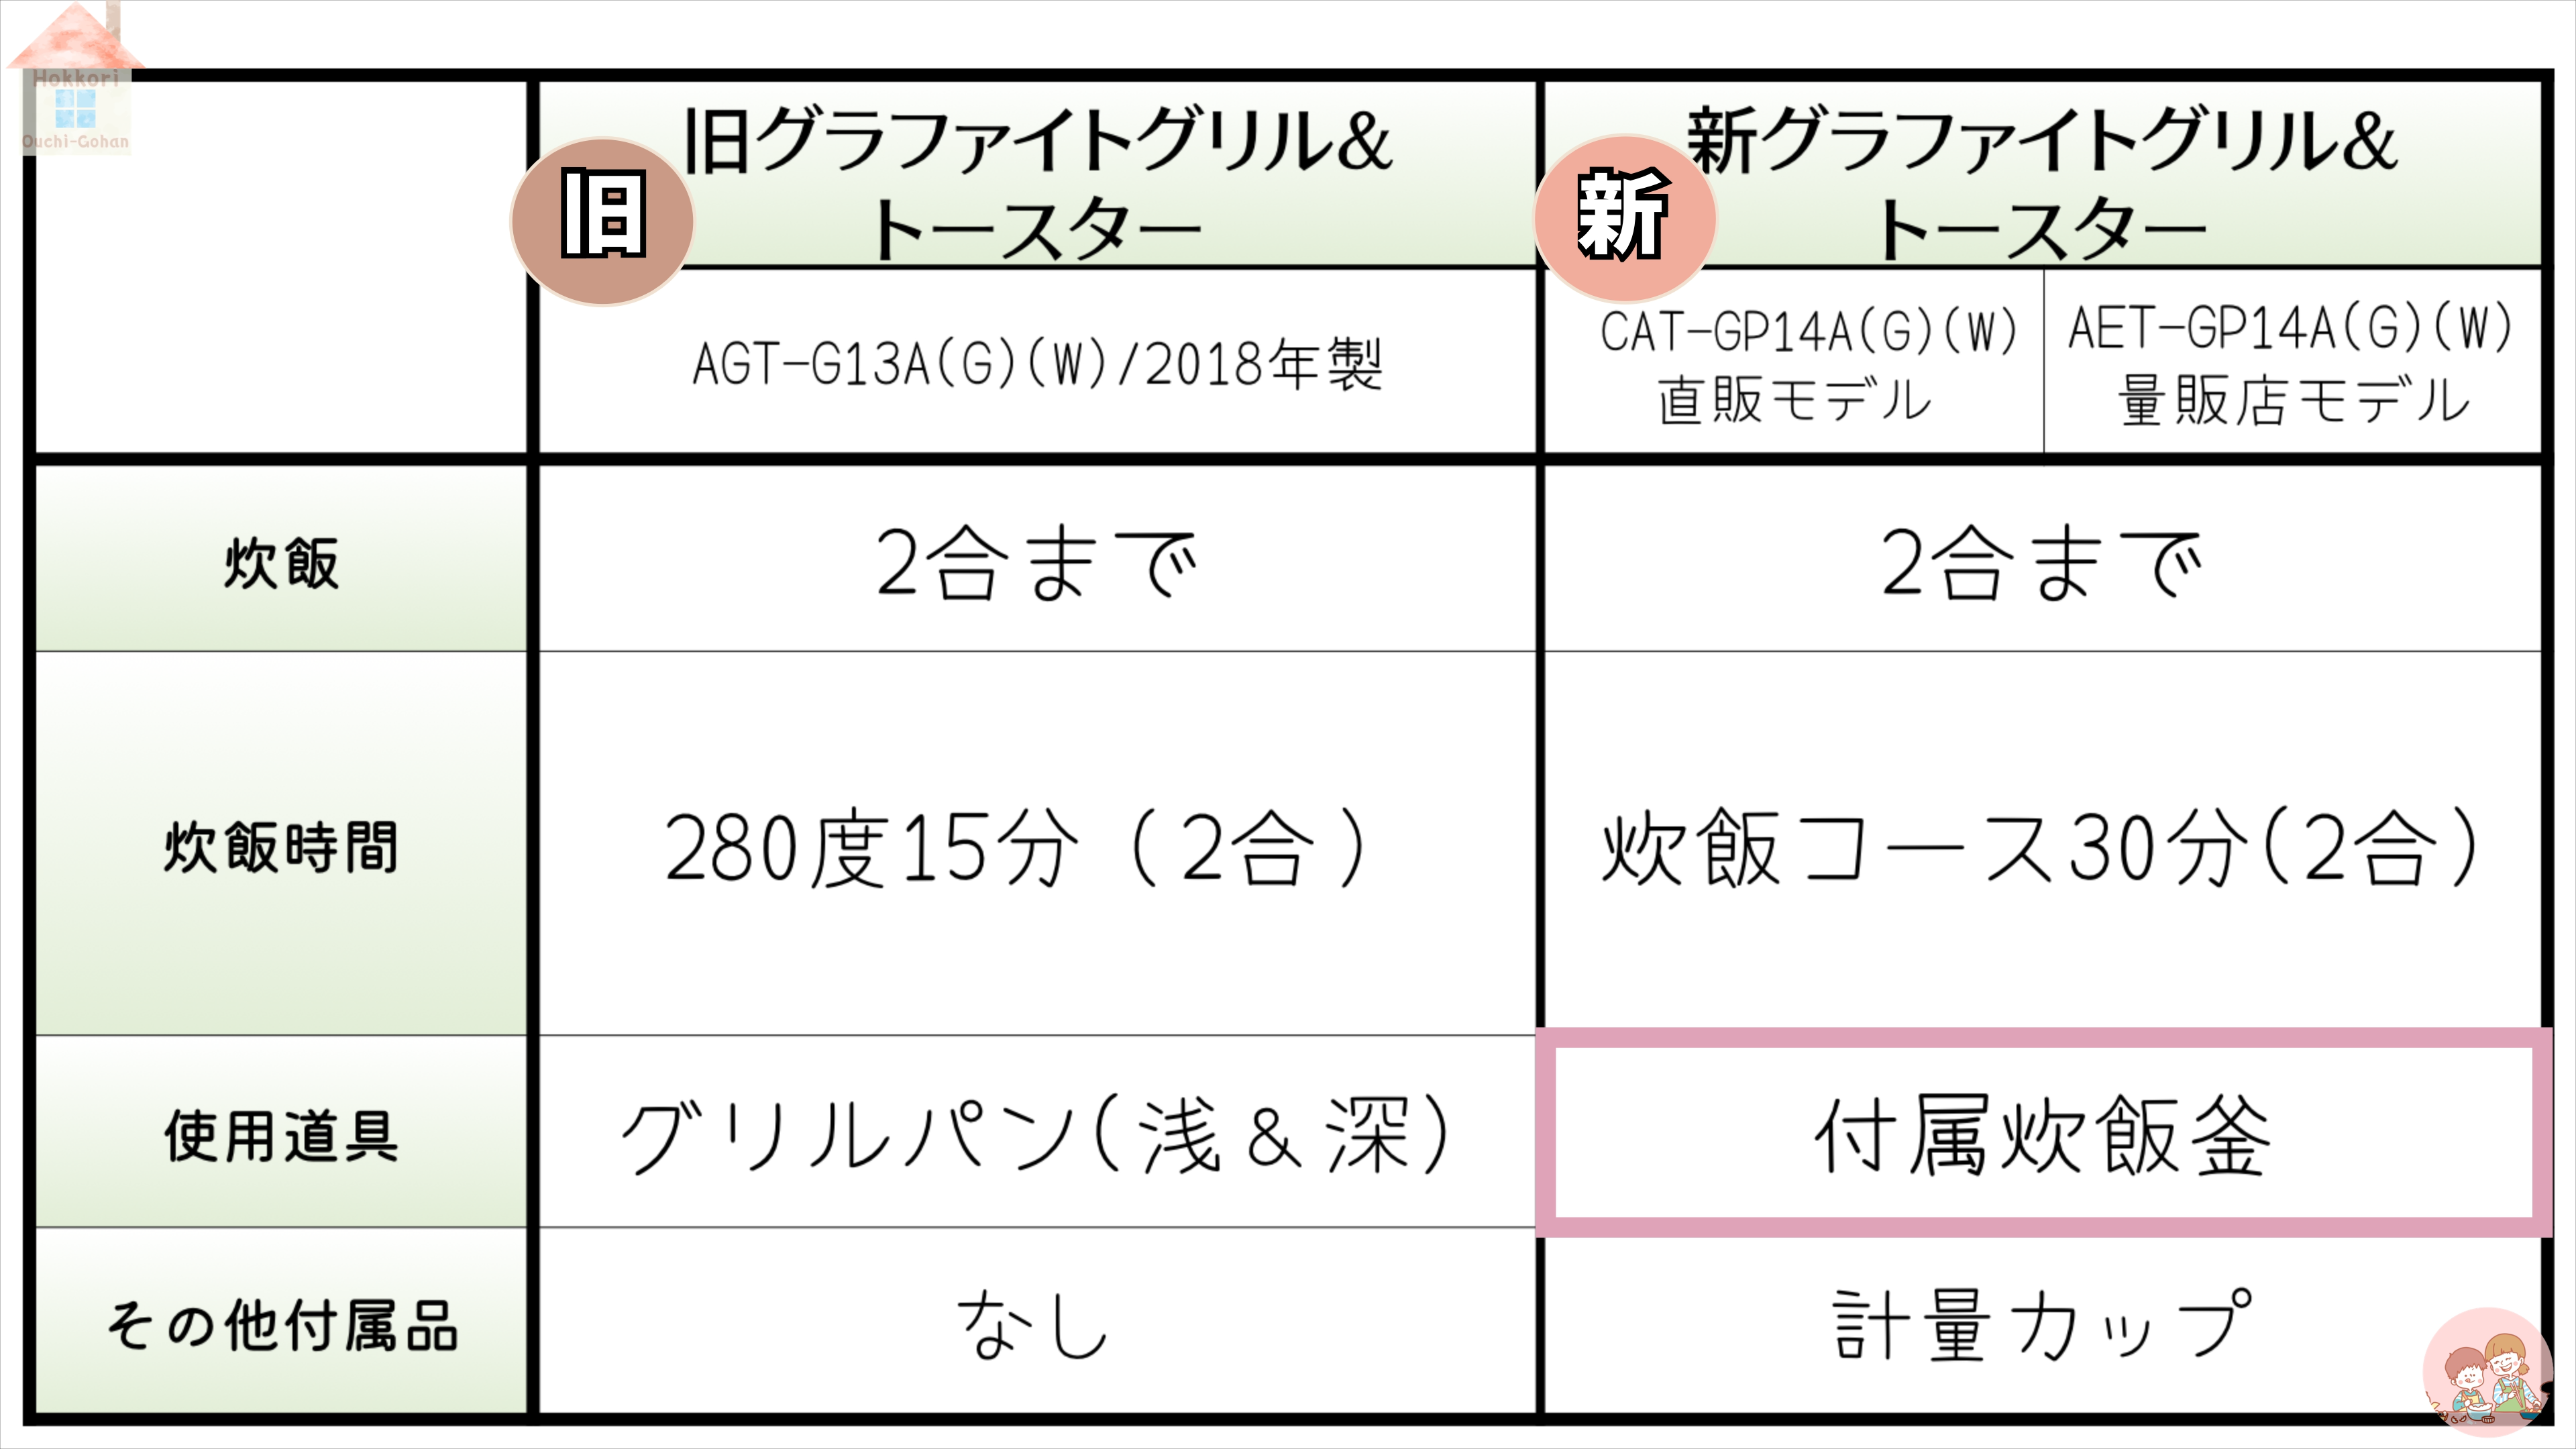 Hokkori
Ouchi-Gohan
旧
旧グラファイトグリル&
トースター
新
新グラファイトグリル&
トースター
AGT-G13A(G)(W)/2018年製
CAT-GP14A(G)(W)
直販モデル
AET-GP14A(G)(W)
量販店モデル
炊飯
2合まで
2合まで
炊飯時間
280度15分（2合）
炊飯コース30分(2合)
使用道具
グリルパン(浅＆深)
付属炊飯釜
その他付属品
なし
計量カップ